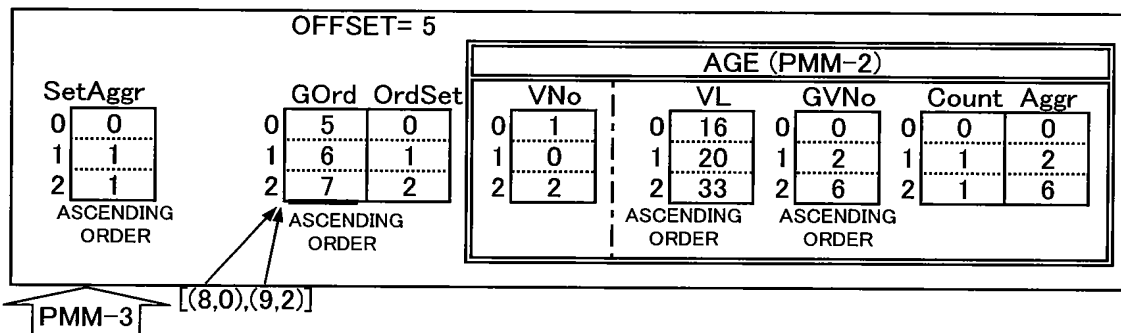 OFFSET= 5
AGE (PMM-2)
SetAggr GOrd OrdSet VNo VL GVNo Count Aggr
0 0 0 5 0 0 1 0 16 0 0 0 0 0
1 1 1 6 1 1 0 1 20 1 2 1 1 2
2 1 2 7 2 2 2 2 33 2 6 2 1 6
ASCENDING ORDER
ASCENDING ORDER
ASCENDING ORDER
ASCENDING ORDER
[(8,0),(9,2)]
PMM-3